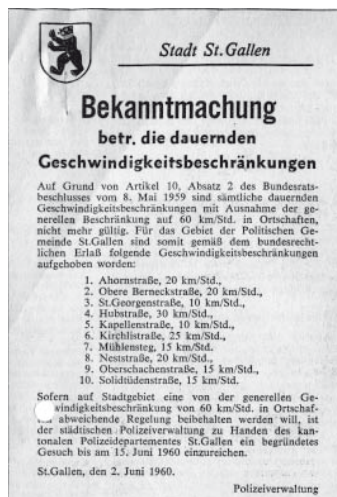 Stadt St.Gallen
Bekanntmachung
betr. die dauernden
Geschwindigkeitsbeschränkungen
Auf Grund von Artikel 10, Absatz 2 des Bundesrats-
beschlusses vom 8. Mai 1959 sind sämtliche dauernden
Geschwindigkeitsbeschränkungen mit Ausnahme der ge-
nerellen Beschränkung auf 60 km/Std. in Ortschaften,
nicht mehr gültig. Für das Gebiet der Politischen Ge-
meinde St.Gallen sind somit gemäß dem bundesrecht-
lichen Erlaß folgende Geschwindigkeitsbeschränkungen
aufgehoben worden:
1. Ahornstraße, 20 km/Std.,
2. Obere Berneckstraße, 20 km/Std.,
3. St.Georgenstraße, 10 km/Std.,
4. Hubstraße, 30 km/Std.,
5. Kapellenstraße, 10 km/Std.,
6. Kirchlistraße, 25 km/Std.,
7. Mühlensteg, 15 km/Std.
8. Neststraße, 20 km/Std.,
9. Oberschachenstraße, 15 km/Std.,
10. Solidtüdenstraße, 15 km/Std.
Sofern auf Stadtgebiet eine von der generellen Ge-
windigkeitsbeschränkung von 60 km/Std. in Ortschaf-
abweichende Regelung beibehalten werden will, ist
der städtischen Polizeiverwaltung zu Handen des kan-
tonalen Polizeidepartementes St.Gallen ein begründetes
Gesuch bis am 15. Juni 1960 einzureichen.
St.Gallen, den 2. Juni 1960.
Polizeiverwaltung